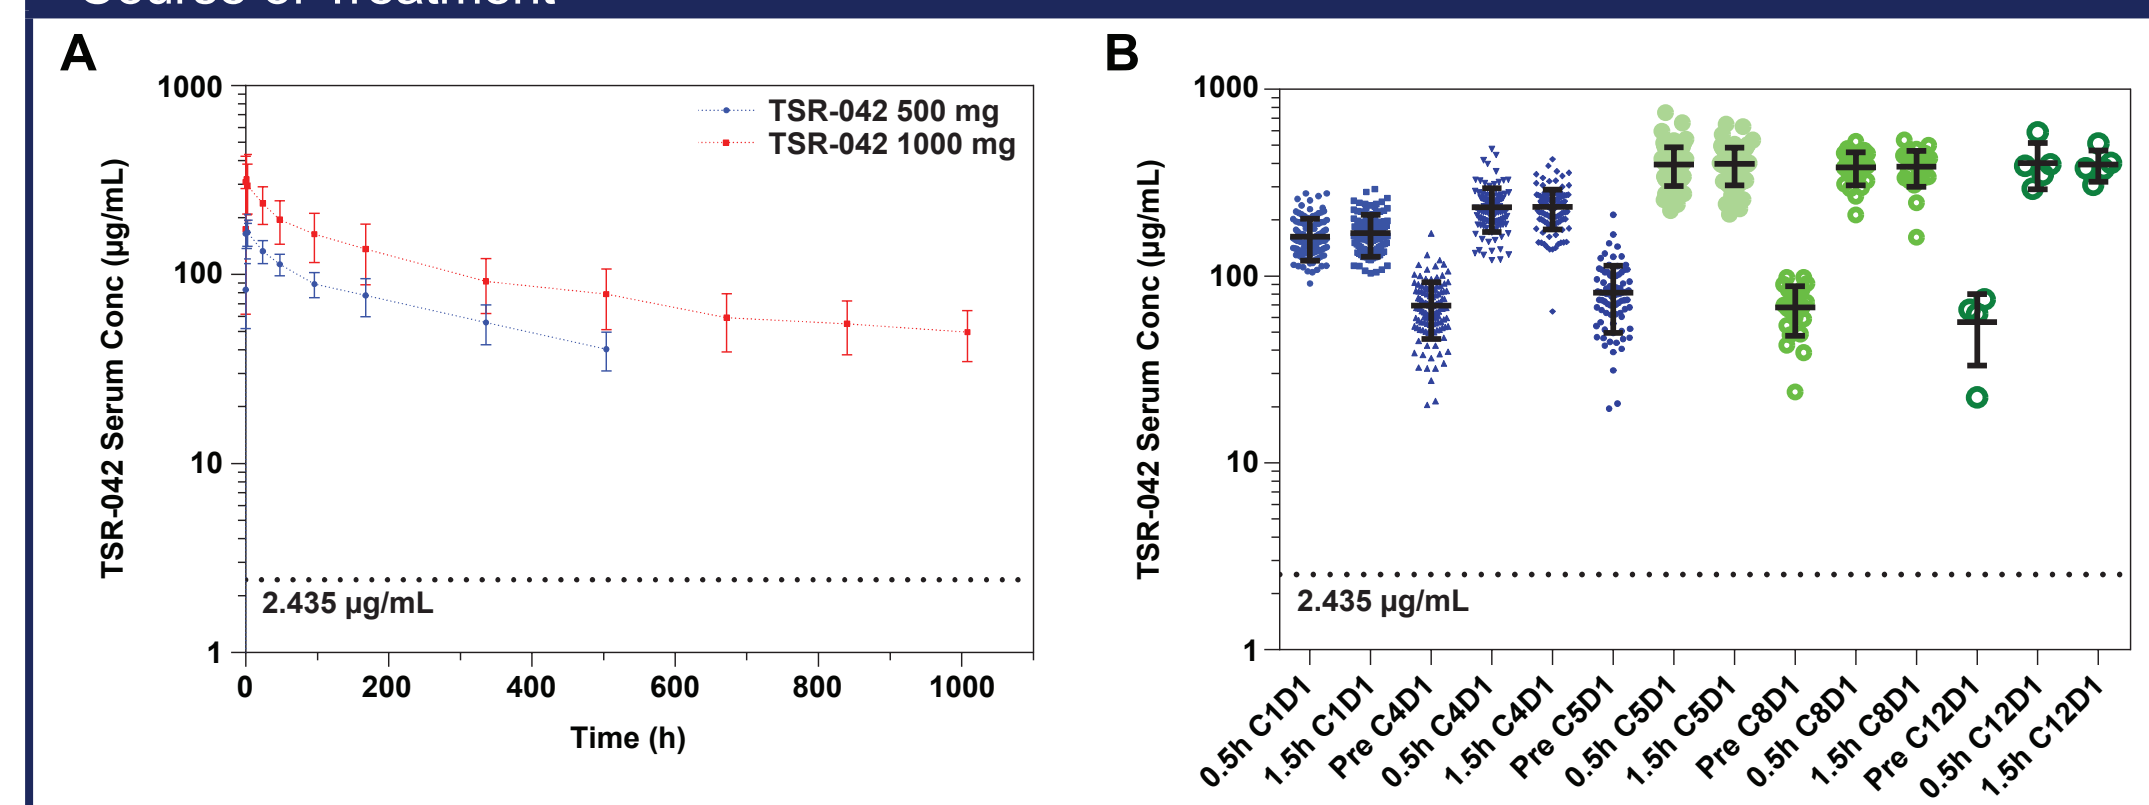 Course of Treatment
A
1000
100
10
1
TSR-042 Serum Conc (µg/mL)
TSR-042 500 mg
TSR-042 1000 mg
2.435 µg/mL
0 200 400 600 800 1000
Time (h)
B
1000
100
10
1
TSR-042 Serum Conc (µg/mL)
2.435 µg/mL
0.5h C1D1
1.5h C1D1
Pre C4D1
0.5h C4D1
1.5h C4D1
Pre C5D1
0.5h C5D1
1.5h C5D1
Pre C8D1
0.5h C8D1
1.5h C8D1
Pre C12D1
0.5h C12D1
1.5h C12D1